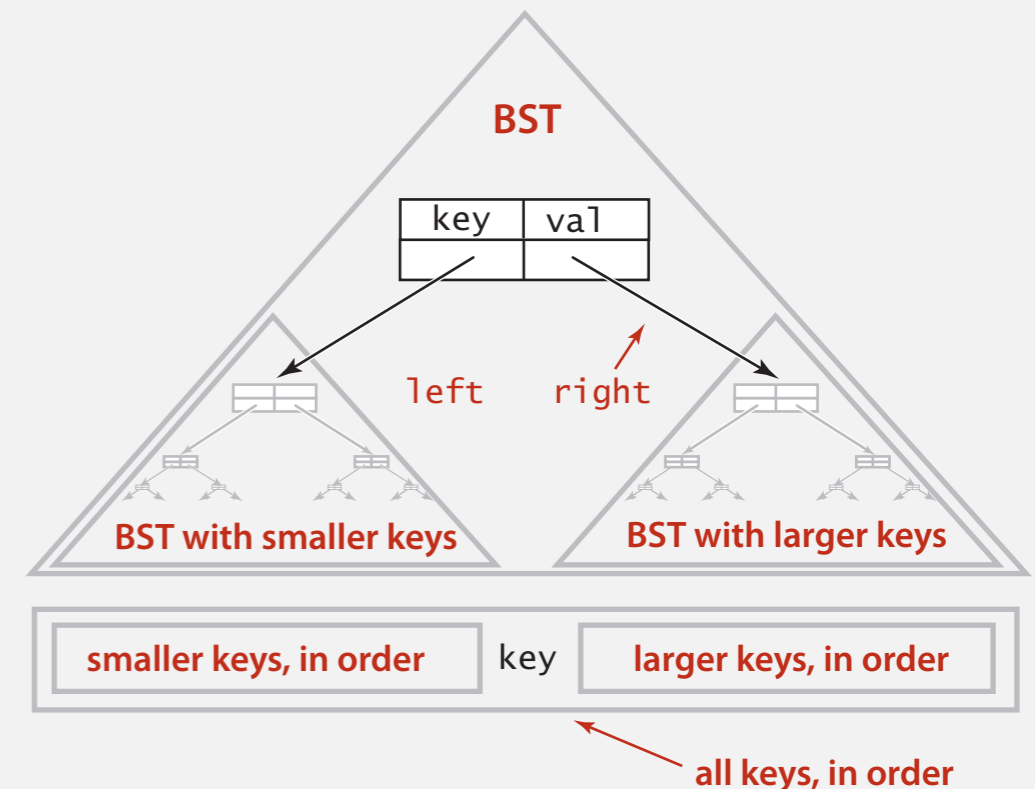 BST
key val
left right
BST with smaller keys BST with larger keys
smaller keys, in order key larger keys, in order
all keys, in order